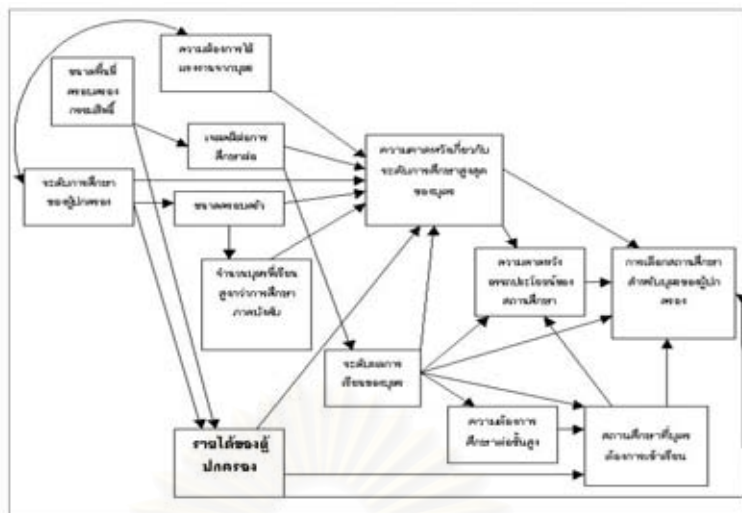 ความต้องการใช้
แรงงานจากบุตร
ขนาดพื้นที่
ครอบครอง
กรรมสิทธิ์
เจตคติต่อการ
ศึกษาต่อ
ความคาดหวังเกี่ยวกับ
ระดับการศึกษาสูงสุด
ของบุตร
ระดับการศึกษา
ของผู้ปกครอง
ขนาดครอบครัว
จำนวนบุตรที่เรียน
สูงกว่าการศึกษา
ภาคบังคับ
ความคาดหวัง
ผลประโยชน์ของ
สถานศึกษา
การเลือกสถานศึกษา
สำหรับบุตรของผู้ป
กครอง
ระดับผลการ
เรียนของบุตร
ความต้องการ
ศึกษาต่อชั้นสูง
สถานศึกษาที่บุตร
ต้องการเข้าเรียน
รายได้ของผู้
ปกครอง